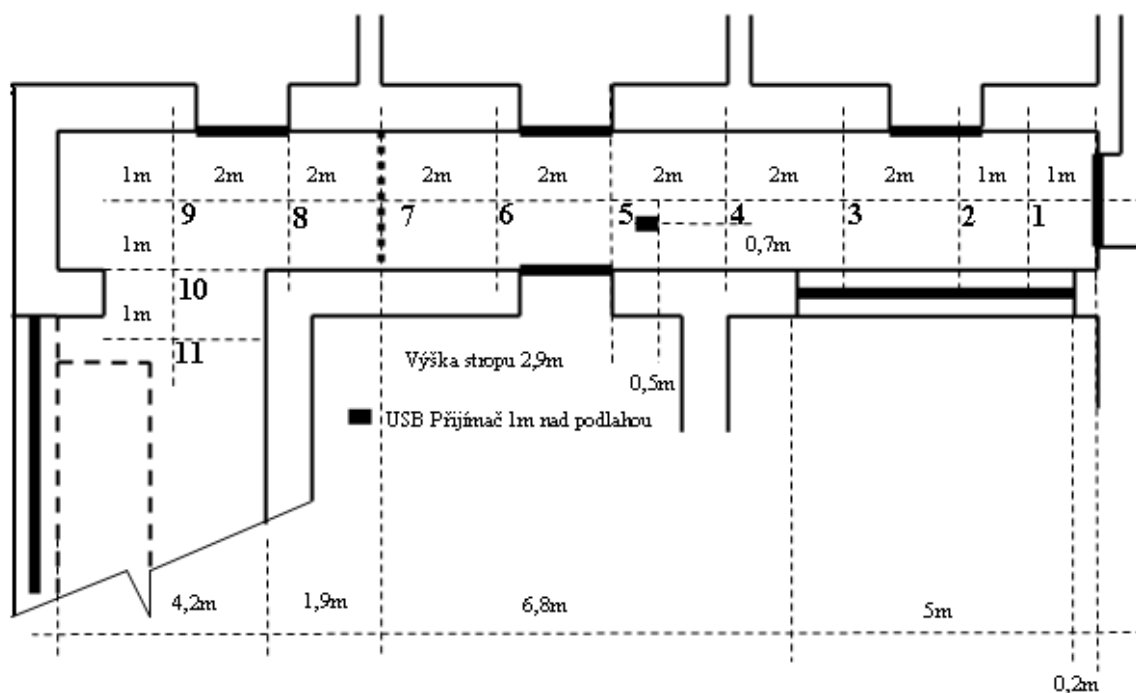 1m 2m 2m 2m 2m 2m 2m 2m 1m 1m
9 8 7 6 5 4 3 2 1
1m 0,7m
10
1m
11
Výška stropu 2,9m
0,5m
USB Přijímač 1m nad podlahou
4,2m 1,9m 6,8m 5m
0,2m